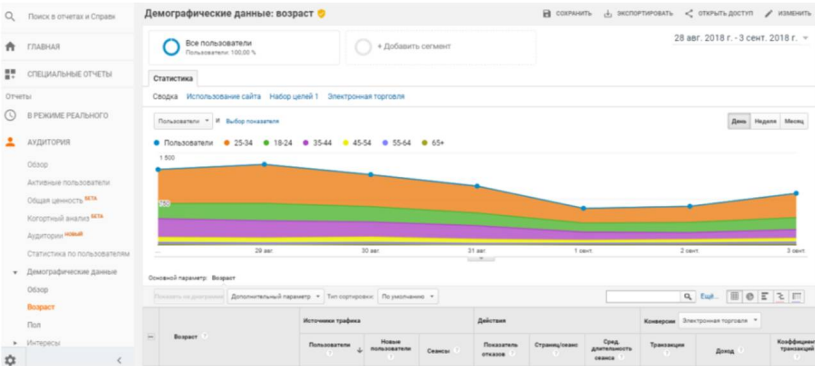 Поиск в отчетах и Справк
ГЛАВНАЯ
СПЕЦИАЛЬНЫЕ ОТЧЕТЫ
Отчеты
В РЕЖИМЕ РЕАЛЬНОГО
АУДИТОРИЯ
Обзор
Активные пользователи
Общая ценность БЕТА
Когортный анализ БЕТА
Аудитории НОВЫЙ
Статистика по пользователям
Демографические данные
Обзор
Возраст
Пол
Интересы
Демографические данные: возраст
СОХРАНИТЬ
ЭКСПОРТИРОВАТЬ
ОТКРЫТЬ ДОСТУП
ИЗМЕНИТЬ
28 авг. 2018 г. - 3 сент. 2018 г.
Все пользователи
Пользователи: 100,00 %
+ Добавить сегмент
Статистика
Сводка Использование сайта Набор целей 1 Электронная торговля
Пользователи и Выбор показателя
День Неделя Месяц
Пользователи 25-34 18-24 35-44 45-54 55-64 65+
1 500
750
... 29 авг. 30 авг. 31 авг. 1 сент. 2 сент. 3 сент.
Основной параметр: Возраст
Дополнительный параметр Тип сортировки: По умолчанию
Ещё...
Источники трафика Действия Конверсии Электронная торговля
Возраст
Пользователи
Новые пользователи
Сеансы
Показатель отказов
Страниц/сеанс
Сред. длительность сеанса
Транзакции
Доход
Коэффициент транзакций